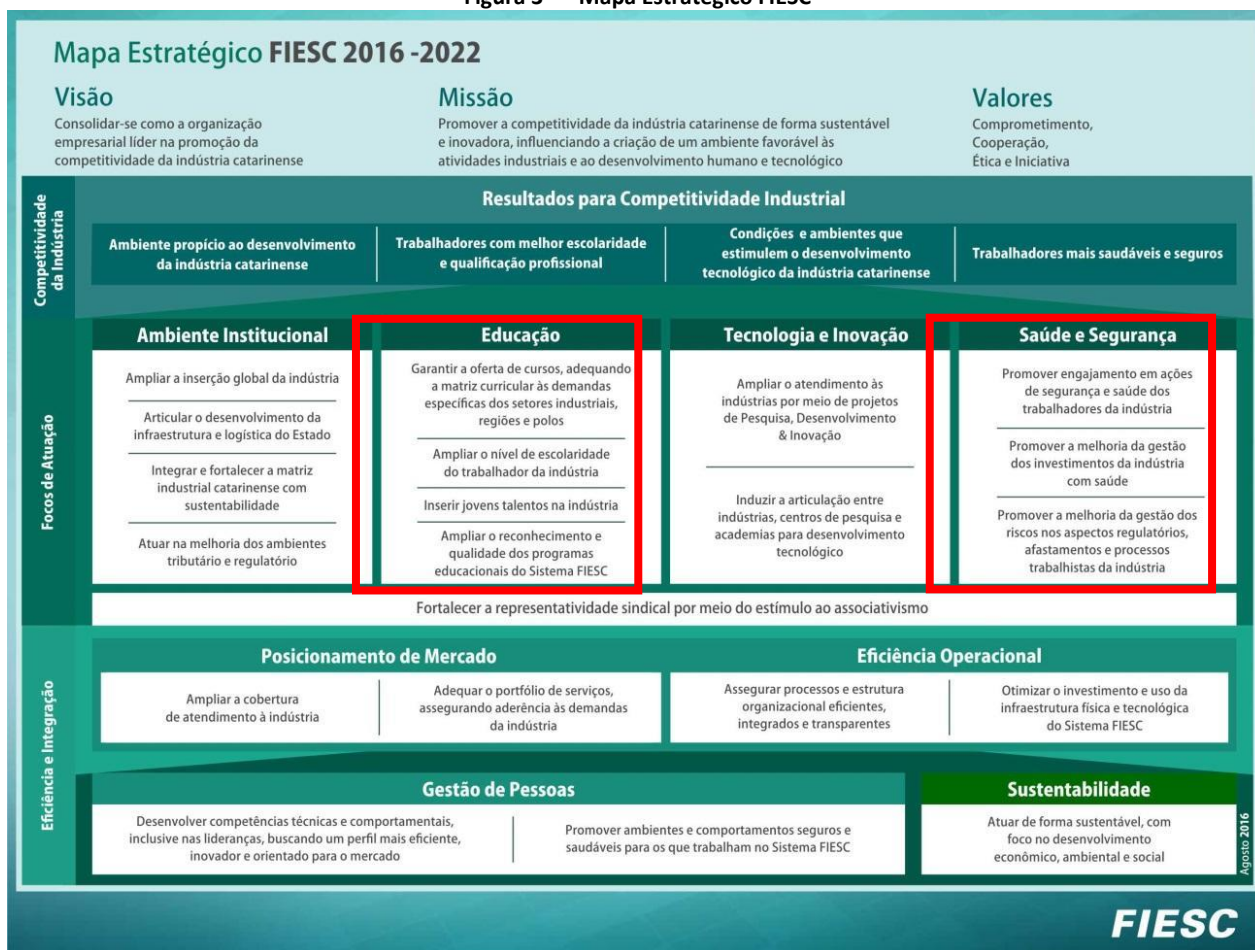 Figura 5 – Mapa Estratégico FIESC
Mapa Estratégico FIESC 2016 -2022
Visão
Consolidar-se como a organização
empresarial líder na promoção da
competitividade da indústria catarinense
Missão
Promover a competitividade da indústria catarinense de forma sustentável
e inovadora, influenciando a criação de um ambiente favorável às
atividades industriais e ao desenvolvimento humano e tecnológico
Valores
Comprometimento,
Cooperação,
Ética e Iniciativa
Competitividade
da Indústria
Resultados para Competitividade Industrial
Ambiente propício ao desenvolvimento
da indústria catarinense
Trabalhadores com melhor escolaridade
e qualificação profissional
Condições e ambientes que
estimulem o desenvolvimento
tecnológico da indústria catarinense
Trabalhadores mais saudáveis e seguros
Focos de Atuação
Ambiente Institucional
Ampliar a inserção global da indústria
Articular o desenvolvimento da
infraestrutura e logística do Estado
Integrar e fortalecer a matriz
industrial catarinense com
sustentabilidade
Atuar na melhoria dos ambientes
tributário e regulatório
Educação
Garantir a oferta de cursos, adequando
a matriz curricular às demandas
específicas dos setores industriais,
regiões e polos
Ampliar o nível de escolaridade
do trabalhador da indústria
Inserir jovens talentos na indústria
Ampliar o reconhecimento e
qualidade dos programas
educacionais do Sistema FIESC
Tecnologia e Inovação
Ampliar o atendimento às
indústrias por meio de projetos
de Pesquisa, Desenvolvimento
& Inovação
Induzir a articulação entre
indústrias, centros de pesquisa e
academias para desenvolvimento
tecnológico
Saúde e Segurança
Promover engajamento em ações
de segurança e saúde dos
trabalhadores da indústria
Promover a melhoria da gestão
dos investimentos da indústria
com saúde
Promover a melhoria da gestão dos
riscos nos aspectos regulatórios,
afastamentos e processos
trabalhistas da indústria
Fortalecer a representatividade sindical por meio do estímulo ao associativismo
Eficiência e Integração
Posicionamento de Mercado
Ampliar a cobertura
de atendimento à indústria
Adequar o portfólio de serviços,
assegurando aderência às demandas
da indústria
Eficiência Operacional
Assegurar processos e estrutura
organizacional eficientes,
integrados e transparentes
Otimizar o investimento e uso da
infraestrutura física e tecnológica
do Sistema FIESC
Gestão de Pessoas
Desenvolver competências técnicas e comportamentais,
inclusive nas lideranças, buscando um perfil mais eficiente,
inovador e orientado para o mercado
Promover ambientes e comportamentos seguros e
saudáveis para os que trabalham no Sistema FIESC
Sustentabilidade
Atuar de forma sustentável, com
foco no desenvolvimento
econômico, ambiental e social
Agosto 2016
FIESC